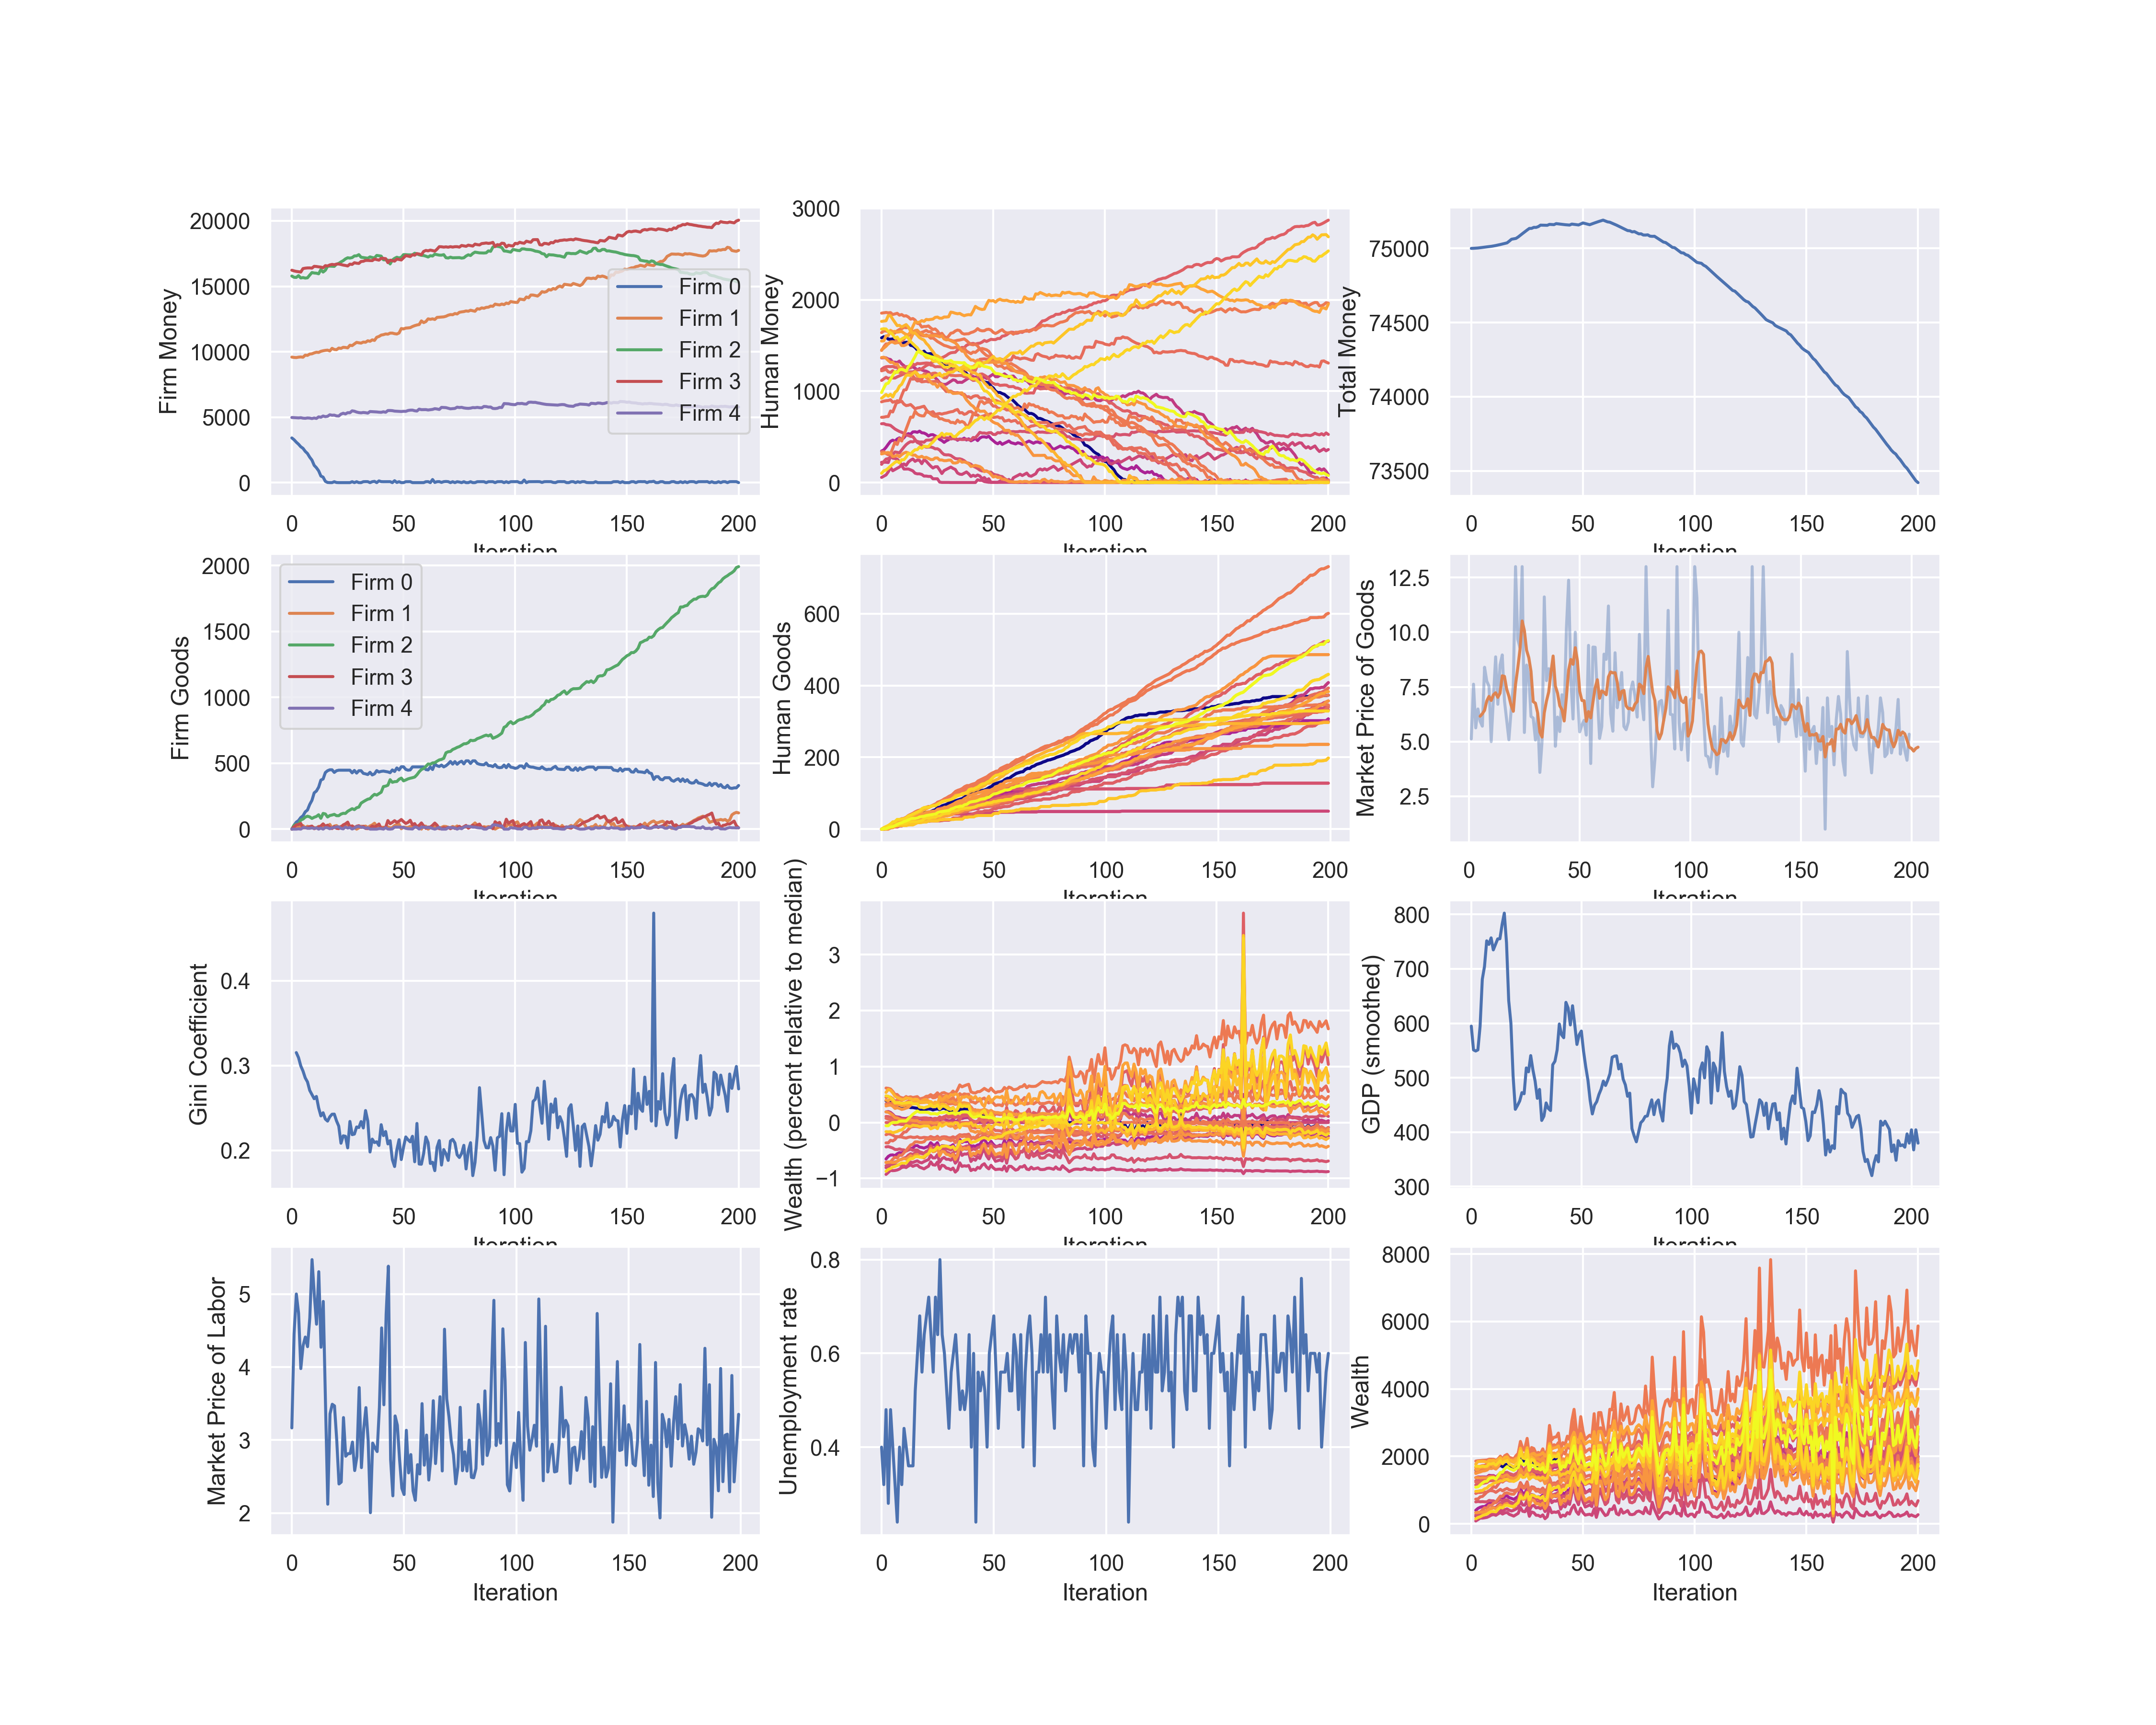 Firm Money
20000
15000
10000
5000
0
0 50 100 150 200
Iteration
Firm 0
Firm 1
Firm 2
Firm 3
Firm 4
Human Money
3000
2000
1000
0
0 50 100 150 200
Iteration
Total Money
75000
74500
74000
73500
0 50 100 150 200
Iteration
Firm Goods
2000
1500
1000
500
0
0 50 100 150 200
Iteration
Firm 0
Firm 1
Firm 2
Firm 3
Firm 4
Human Goods
600
400
200
0
0 50 100 150 200
Iteration
Market Price of Goods
12.5
10.0
7.5
5.0
2.5
0 50 100 150 200
Iteration
Gini Coefficient
0.4
0.3
0.2
0 50 100 150 200
Iteration
Wealth (percent relative to median)
3
2
1
0
−1
0 50 100 150 200
Iteration
GDP (smoothed)
800
700
600
500
400
300
0 50 100 150 200
Iteration
Market Price of Labor
5
4
3
2
0 50 100 150 200
Iteration
Unemployment rate
0.8
0.6
0.4
0 50 100 150 200
Iteration
Wealth
8000
6000
4000
2000
0
0 50 100 150 200
Iteration